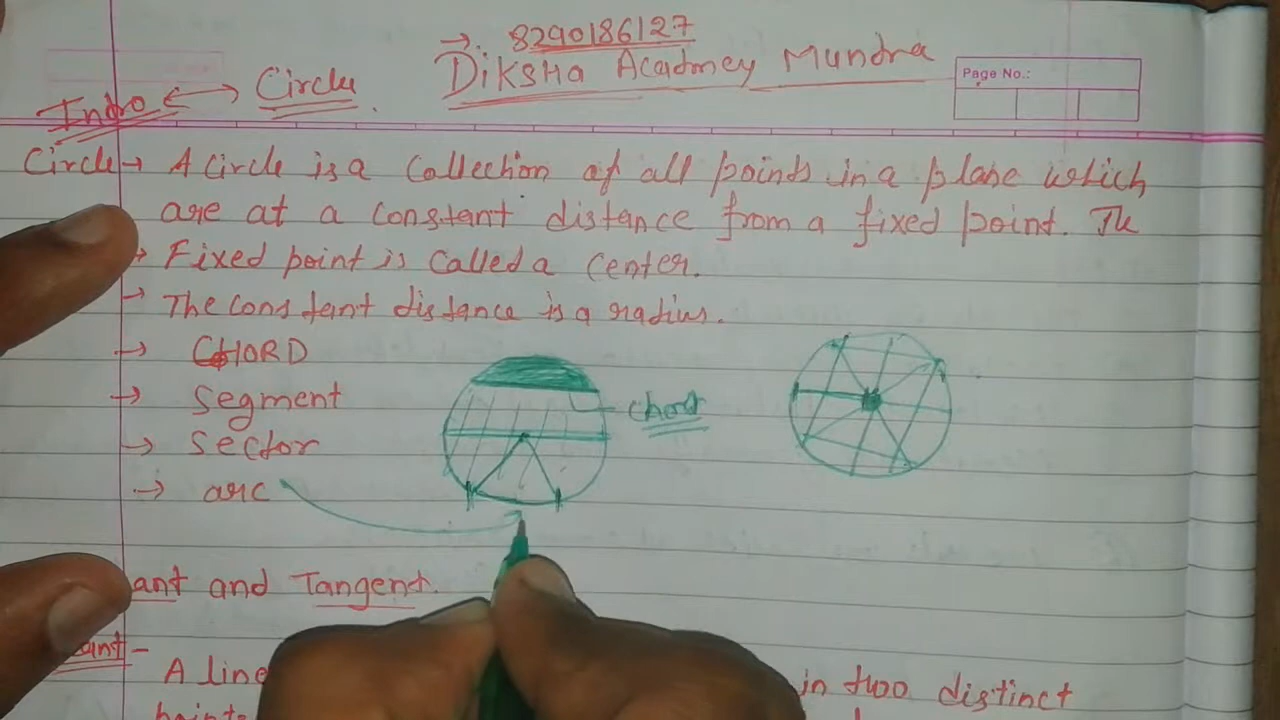 8290186127
→ Diksha Acadmey Mundra
Intro ↔ Circle.
Page No.:
Circle → A Circle is a Collection of all points in a plane which
are at a constant distance from a fixed point. The
→ Fixed point is called a center.
→ The constant distance is a radius.
→ CHORD
→ Segment
→ Sector
→ arc
chord
ant and Tangent.
ant -
A line in two distinct